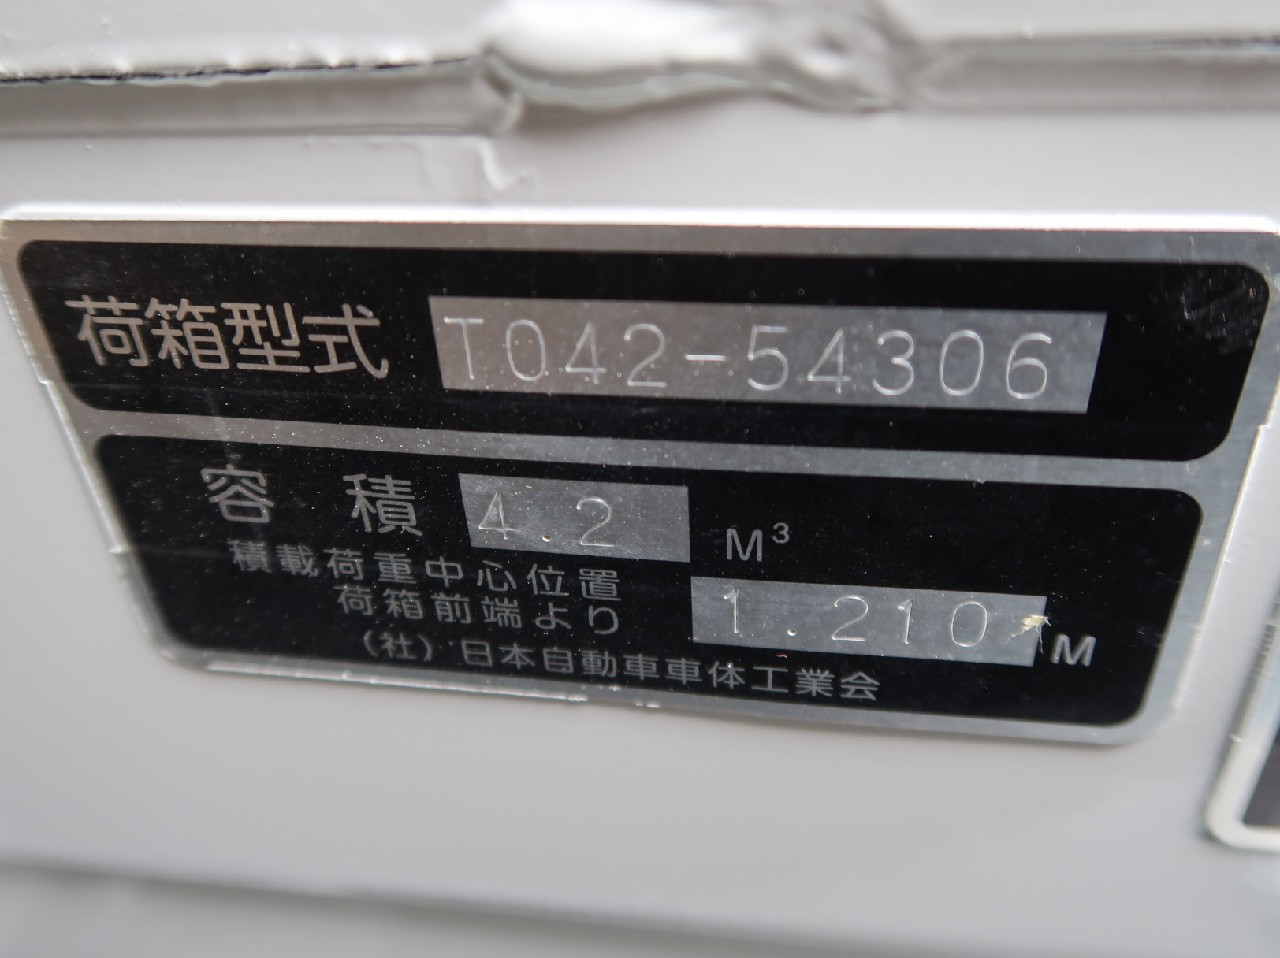 荷箱型式 T042-54306
容 積 4.2 M³
積載荷重中心位置
荷箱前端より 1.210 M
(社)日本自動車車体工業会